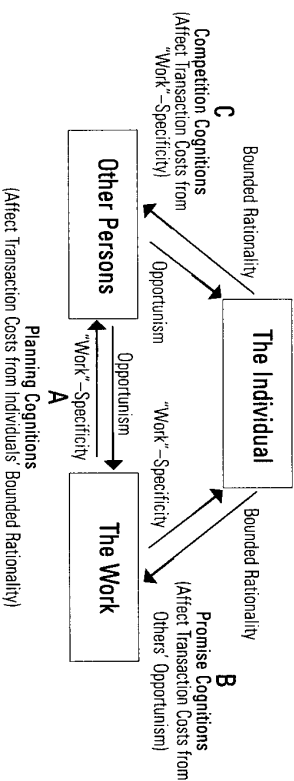 The Individual
Bounded Rationality
Bounded Rationality
C
Competition Cognitions
(Affect Transaction Costs from
"Work"–Specificity)
B
Promise Cognitions
(Affect Transaction Costs from
Others' Opportunism)
Opportunism
"Work"–Specificity
Other Persons
Opportunism
"Work"–Specificity
The Work
A
Planning Cognitions
(Affect Transaction Costs from Individuals' Bounded Rationality)